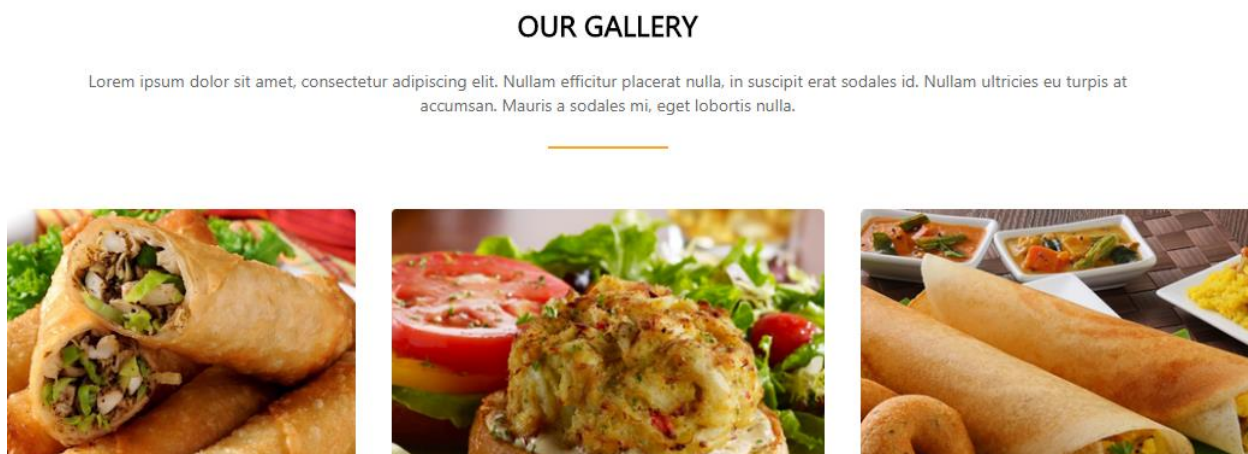 OUR GALLERY
Lorem ipsum dolor sit amet, consectetur adipiscing elit. Nullam efficitur placerat nulla, in suscipit erat sodales id. Nullam ultricies eu turpis at
accumsan. Mauris a sodales mi, eget lobortis nulla.